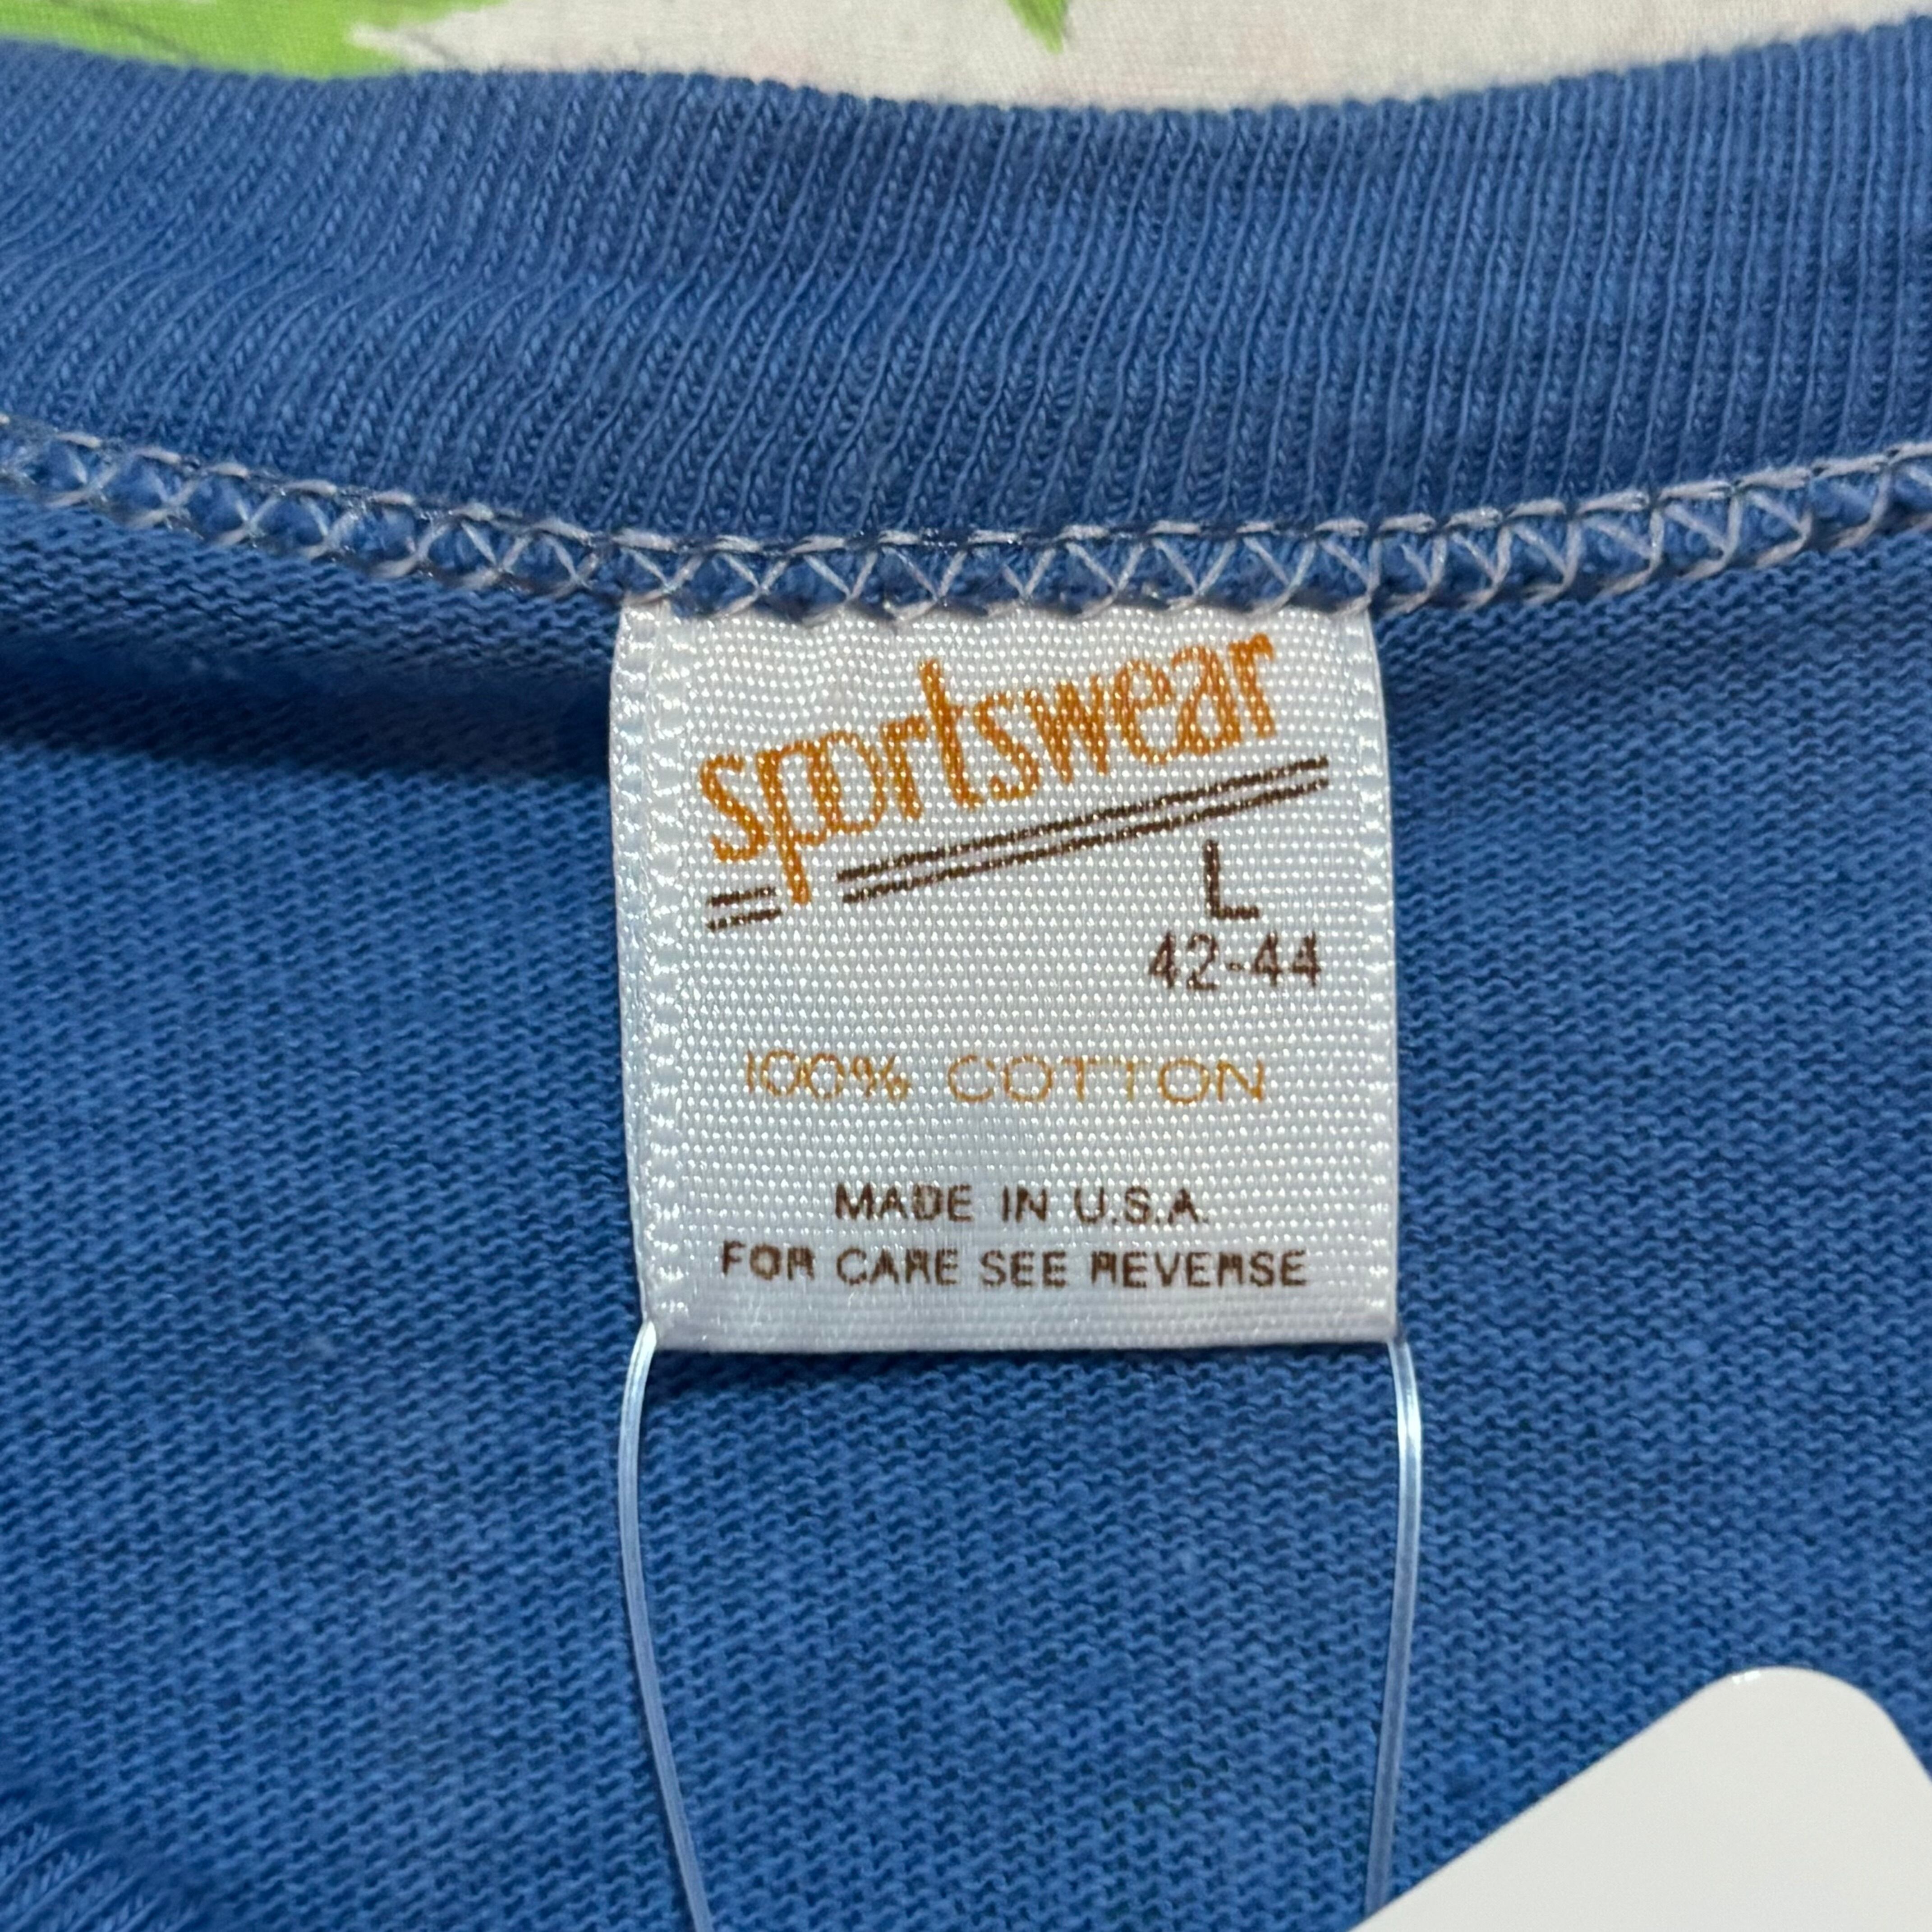 sportswear
L
42-44
100% COTTON
MADE IN U.S.A.
FOR CARE SEE REVERSE